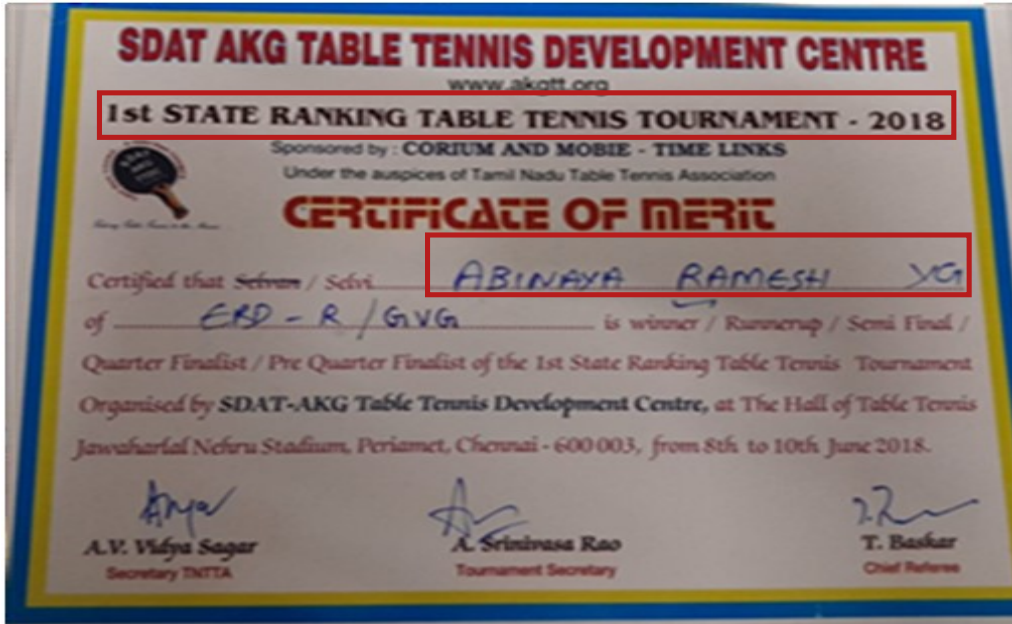 SDAT AKG TABLE TENNIS DEVELOPMENT CENTRE
www.akgtt.org
1st STATE RANKING TABLE TENNIS TOURNAMENT - 2018
Sponsored by : CORIUM AND MOBIE - TIME LINKS
Under the auspices of Tamil Nadu Table Tennis Association
CERTIFICATE OF MERIT
Certified that Selvan / Selvi ABINAYA RAMESH YG
of ERD - R / GVG is winner / Runnerup / Semi Final /
Quarter Finalist / Pre Quarter Finalist of the 1st State Ranking Table Tennis Tournament
Organised by SDAT-AKG Table Tennis Development Centre, at The Hall of Table Tennis
Jawaharlal Nehru Stadium, Periamet, Chennai - 600 003, from 8th to 10th June 2018.
A.V. Vidya Sagar A. Srinivasa Rao T. Baskar
Secretary TNTTA Tournament Secretary Chief Referee